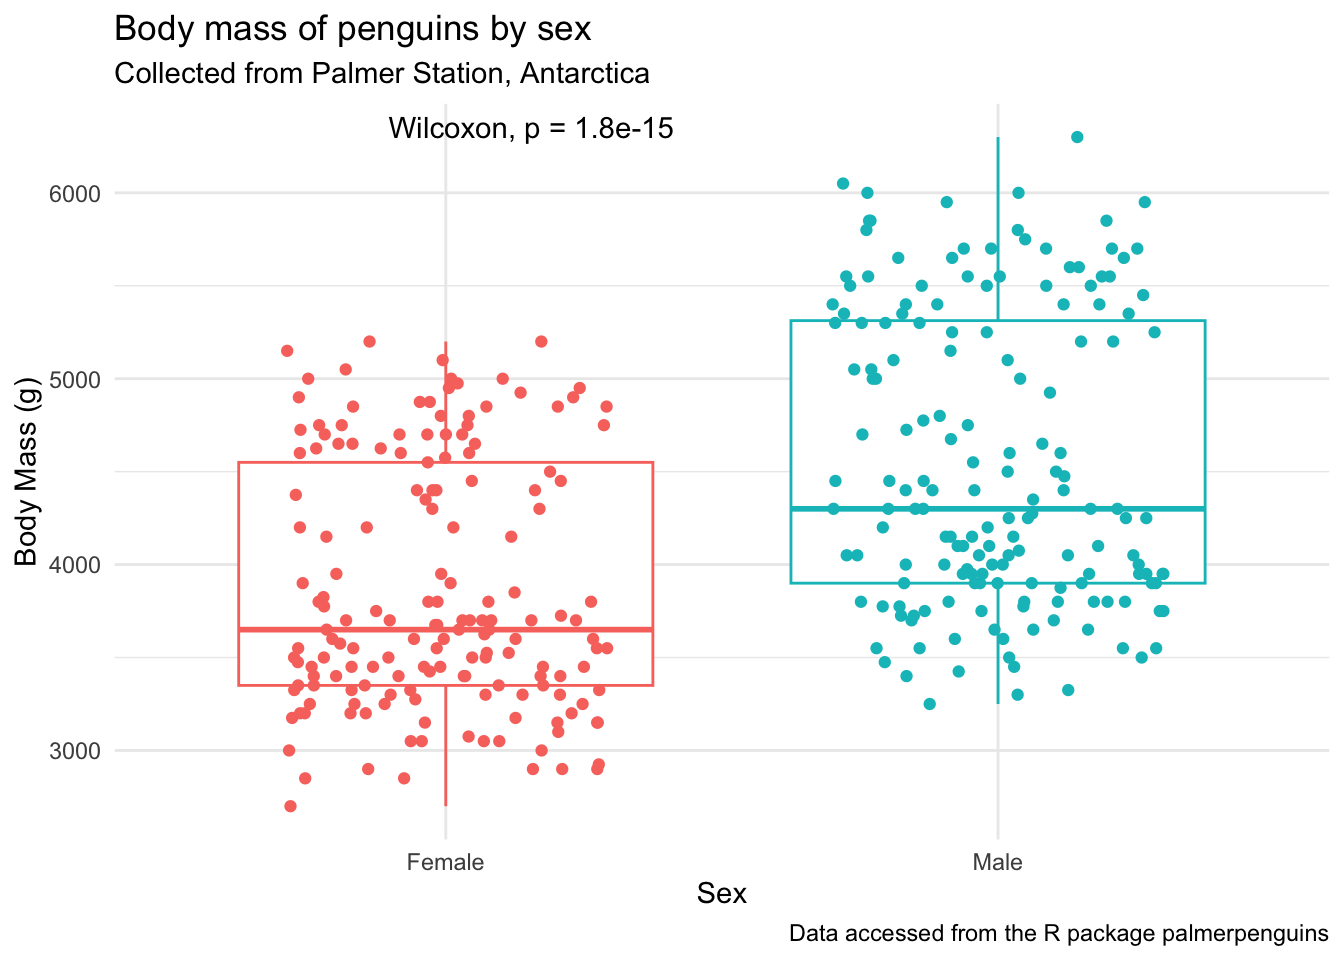 Body mass of penguins by sex
Collected from Palmer Station, Antarctica
Wilcoxon, p = 1.8e-15
Body Mass (g)
6000
5000
4000
3000
Female
Male
Sex
Data accessed from the R package palmerpenguins